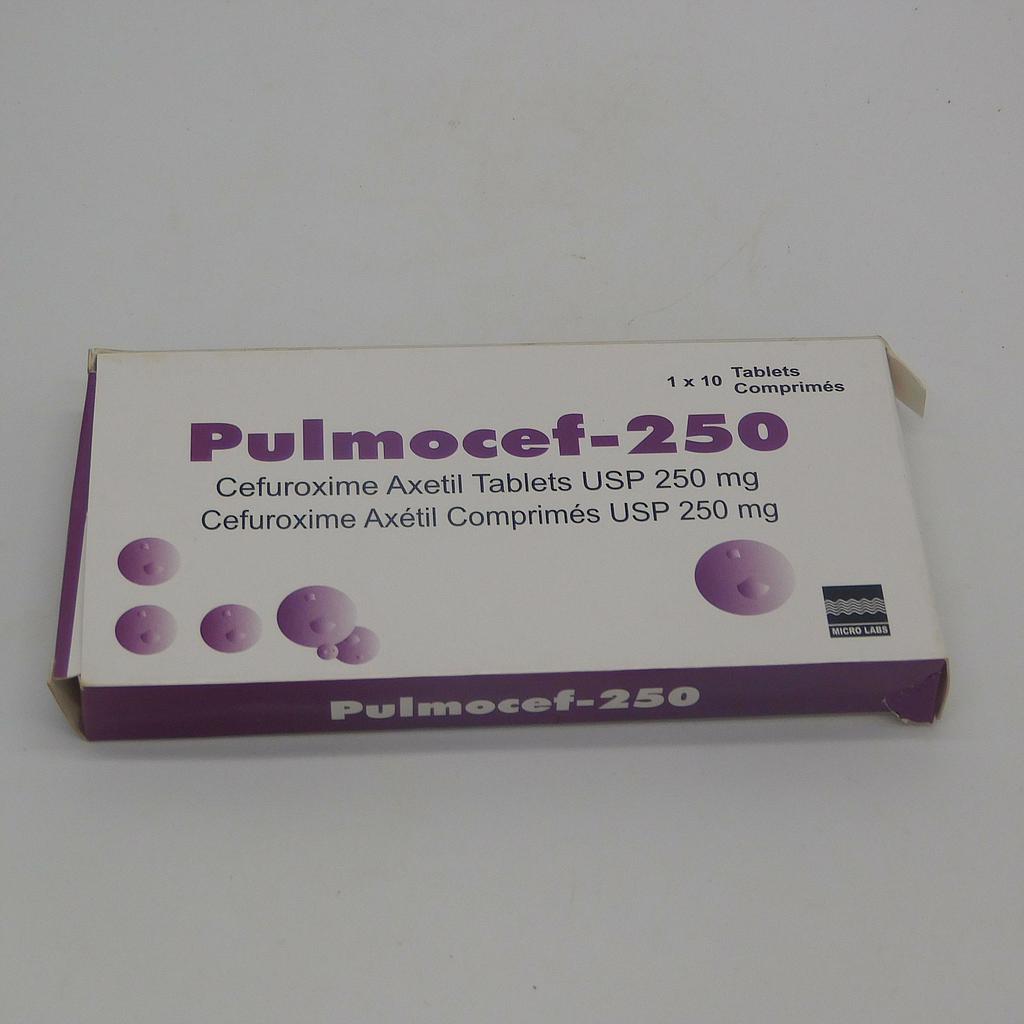 1 x 10 Tablets
Comprimés
Pulmocef-250
Cefuroxime Axetil Tablets USP 250 mg
Cefuroxime Axétil Comprimés USP 250 mg
MICRO LABS
Pulmocef-250